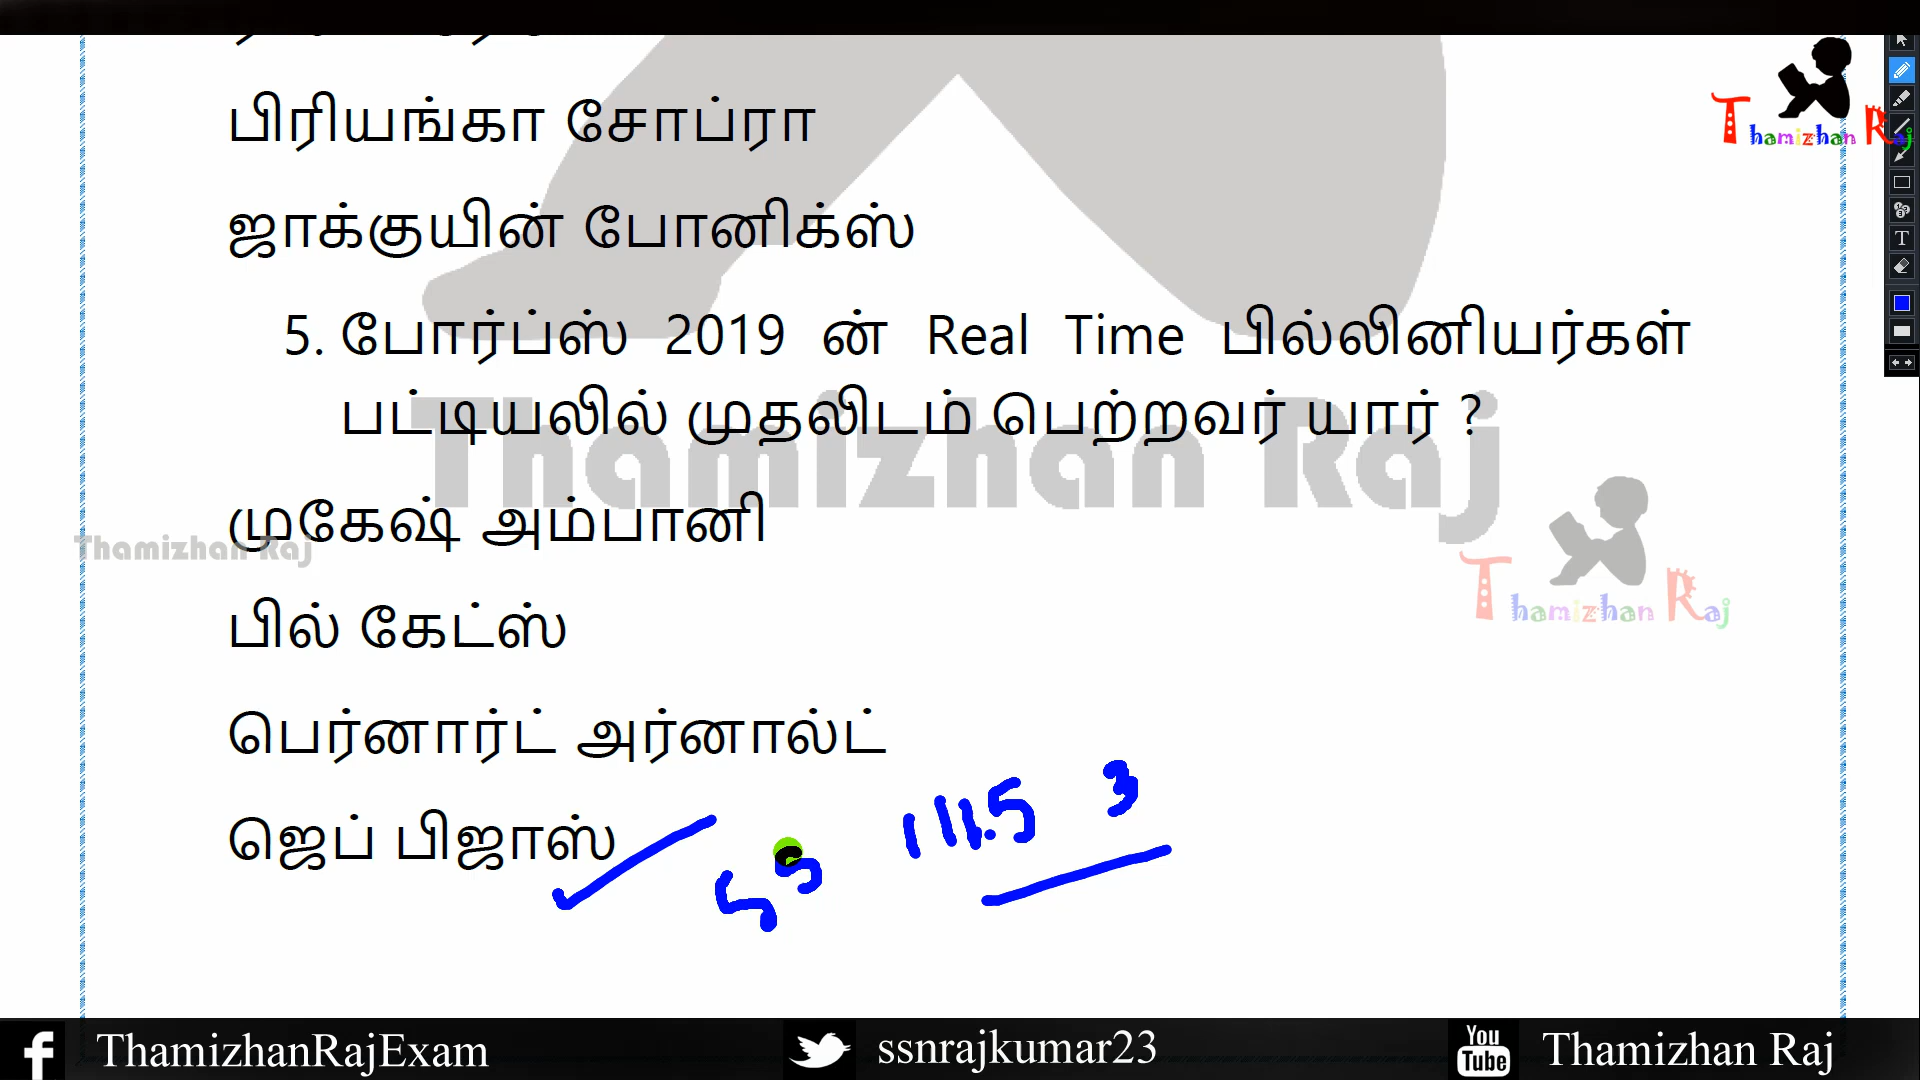 பிரியங்கா சோப்ரா
ஜாக்குயின் போனிக்ஸ்
5. போர்ப்ஸ் 2019 ன் Real Time பில்லினியர்கள்
பட்டியலில் முதலிடம் பெற்றவர் யார் ?
Thamizhan Raj
முகேஷ் அம்பானி
Thamizhan Raj
Thamizhan Raj
பில் கேட்ஸ்
பெர்னார்ட் அர்னால்ட்
ஜெப் பிஜாஸ்
55 111.5 3
Thamizhan Raj
ThamizhanRajExam
ssnrajkumar23
You Tube Thamizhan Raj